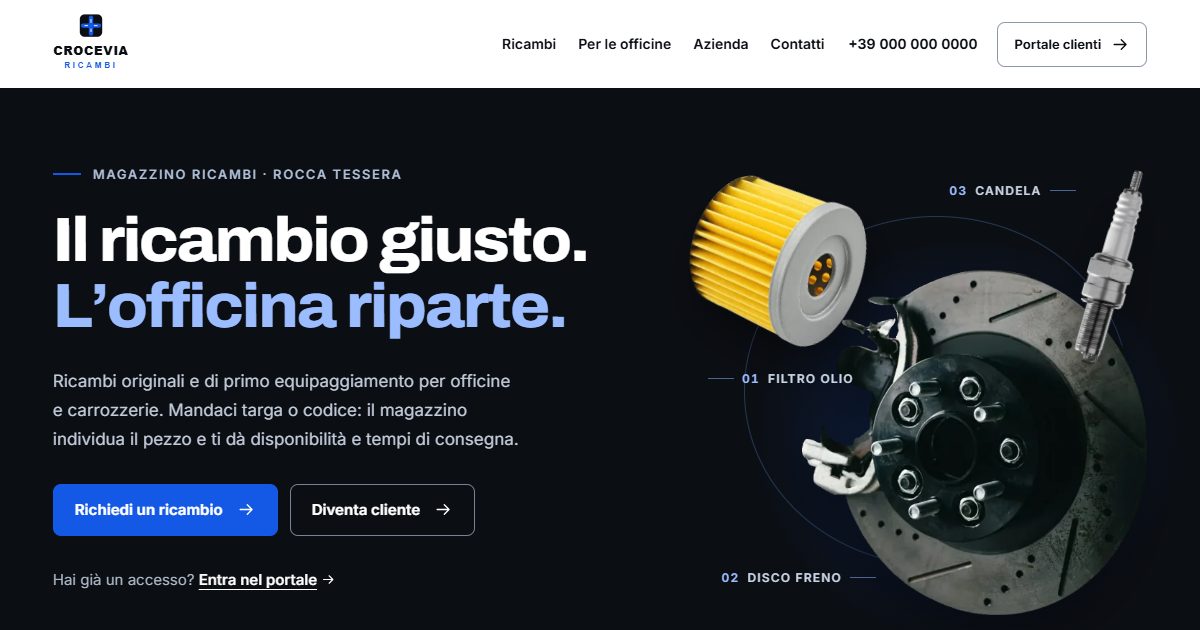 CROCEVIA
RICAMBI
Ricambi
Per le officine
Azienda
Contatti
+39 000 000 0000
Portale clienti →
MAGAZZINO RICAMBI · ROCCA TESSERA
Il ricambio giusto.
L’officina riparte.
Ricambi originali e di primo equipaggiamento per officine
e carrozzerie. Mandaci targa o codice: il magazzino
individua il pezzo e ti dà disponibilità e tempi di consegna.
Richiedi un ricambio →
Diventa cliente →
Hai già un accesso? Entra nel portale →
03 CANDELA
01 FILTRO OLIO
02 DISCO FRENO